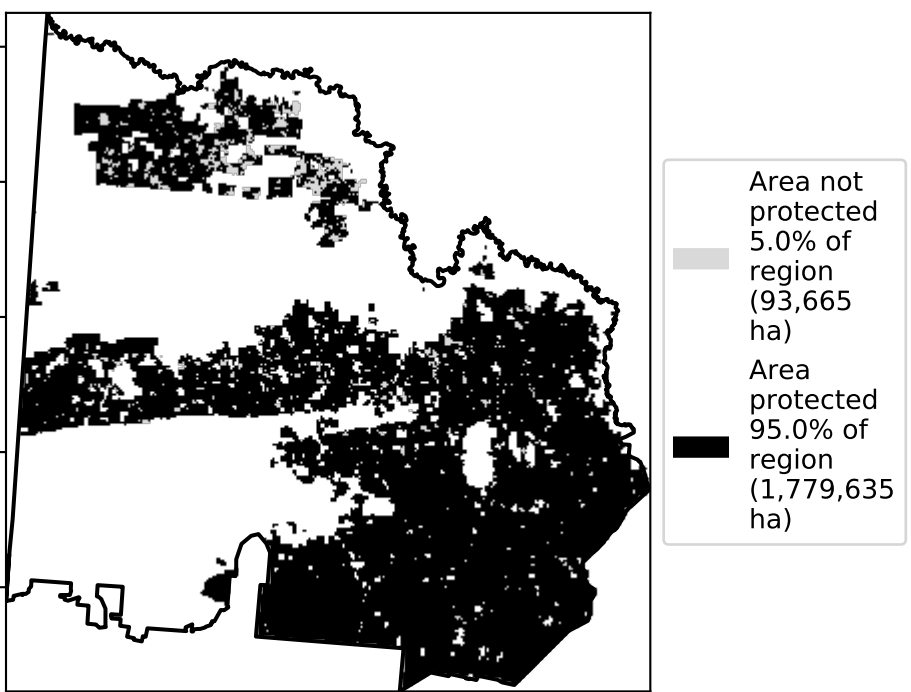 Area not
protected
5.0% of
region
(93,665
ha)
Area
protected
95.0% of
region
(1,779,635
ha)